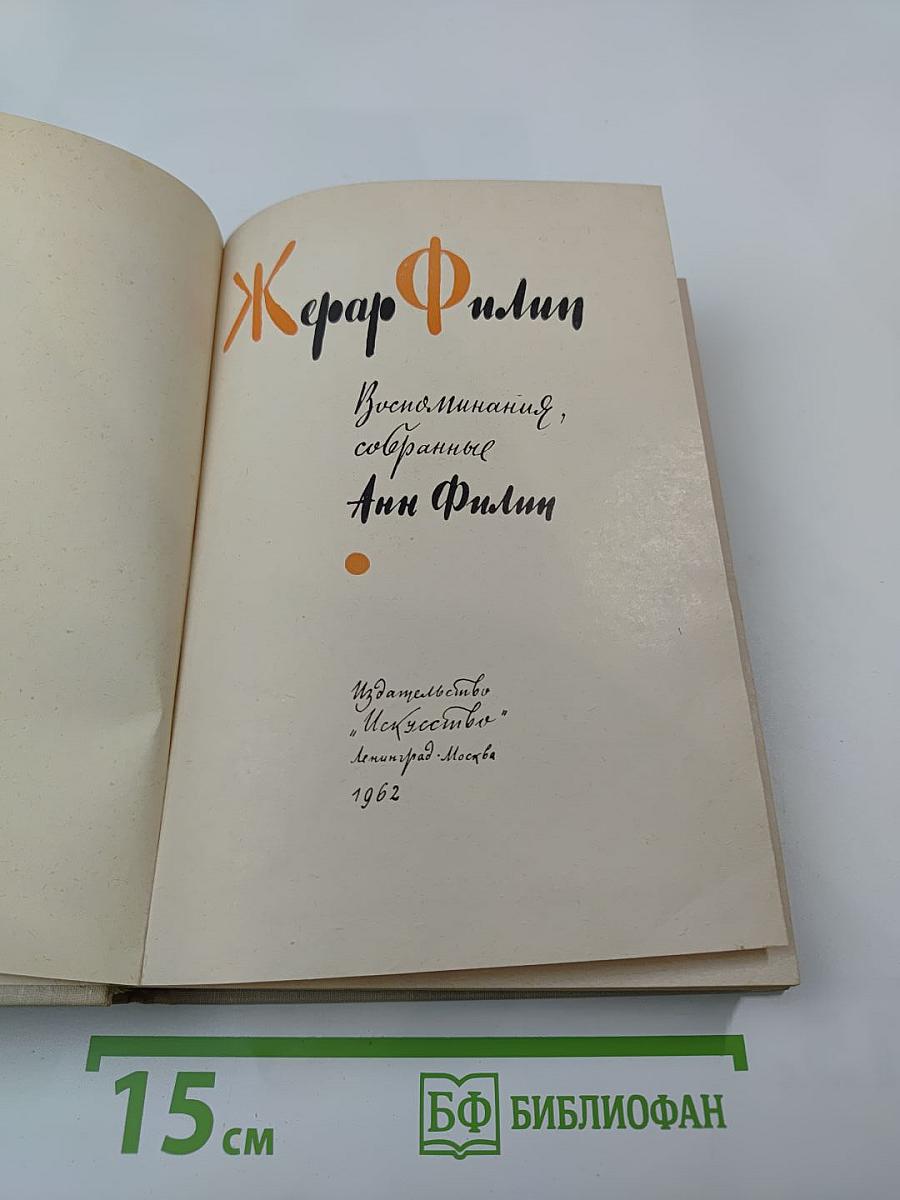 Жерар Филип
Воспоминания,
собранные
Анн Филип
Издательство
„Искусство"
Ленинград·Москва
1962
15 см
БФ БИБЛИОФАН